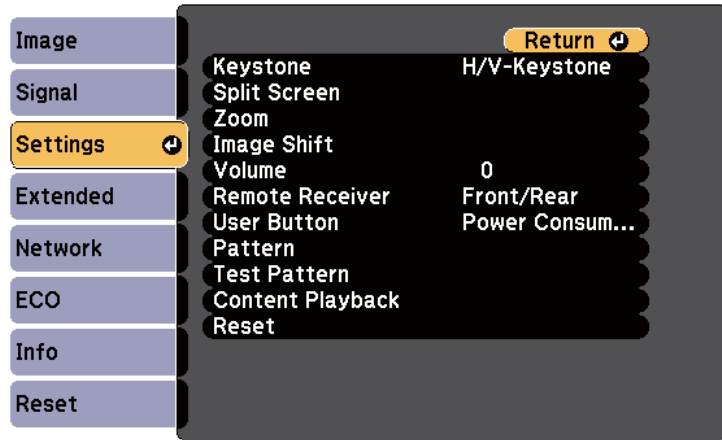 Image
Signal
Settings
Extended
Network
ECO
Info
Reset
Return
Keystone H/V-Keystone
Split Screen
Zoom
Image Shift
Volume 0
Remote Receiver Front/Rear
User Button Power Consum...
Pattern
Test Pattern
Content Playback
Reset